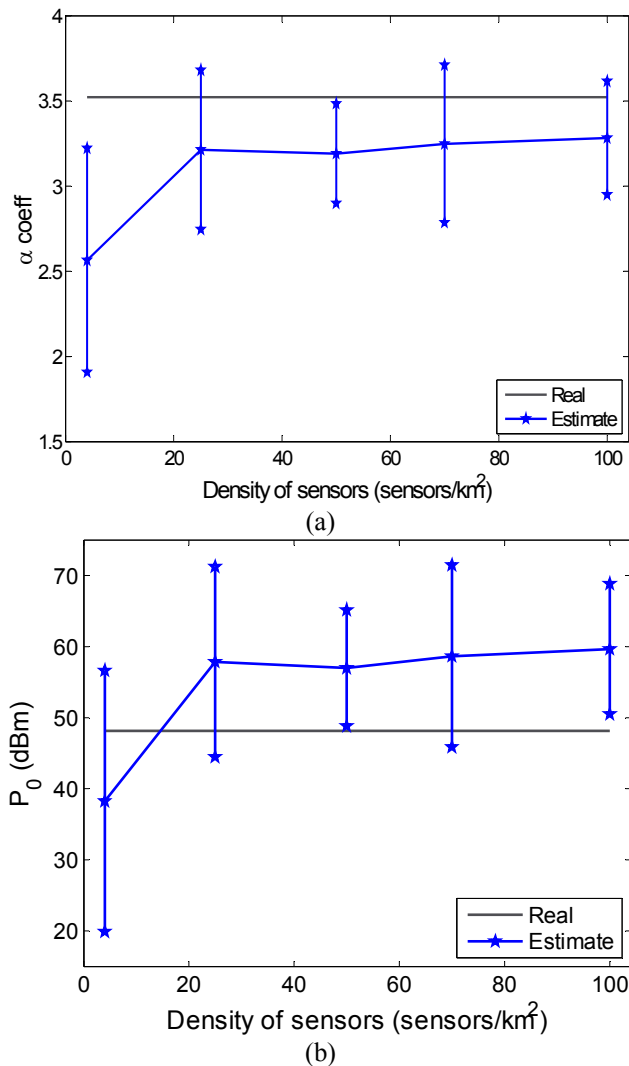 3.5
3
2.5
2
1.5
α coeff
0 20 40 60 80 100
Density of sensors (sensors/km²)
Real
Estimate
(a)
70
60
50
40
30
20
P_0 (dBm)
0 20 40 60 80 100
Density of sensors (sensors/km²)
Real
Estimate
(b)